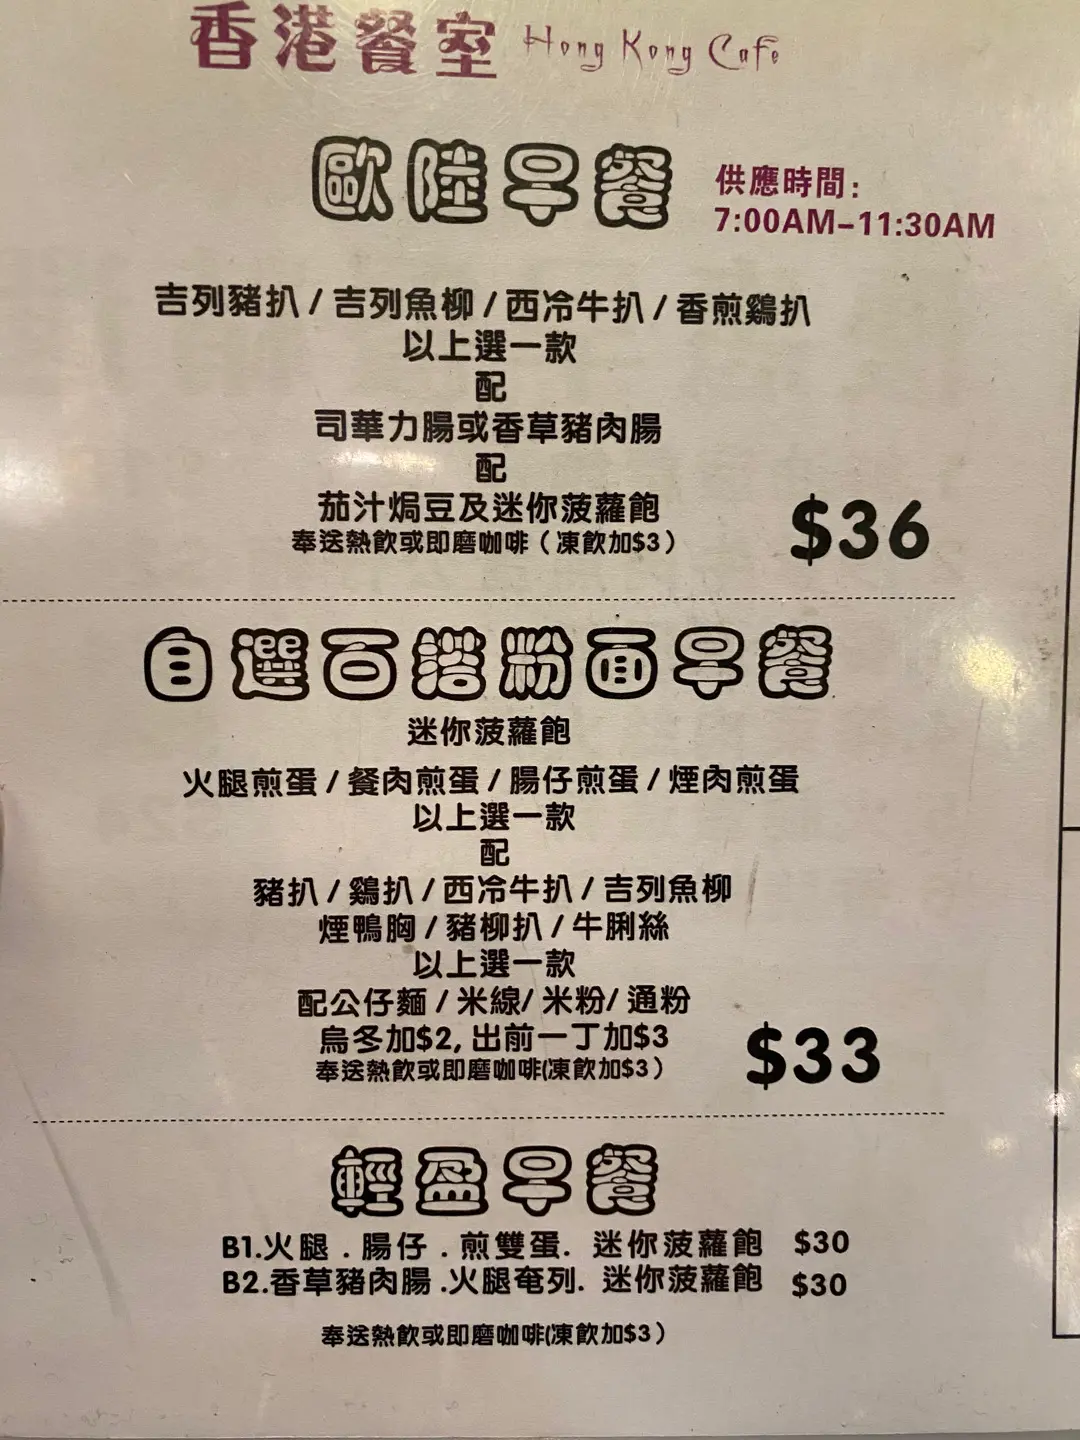 香港餐室 Hong Kong Cafe
歐陸早餐
供應時間:
7:00AM-11:30AM
吉列豬扒 / 吉列魚柳 / 西冷牛扒 / 香煎鷄扒
以上選一款
配
司華力腸或香草豬肉腸
配
茄汁焗豆及迷你菠蘿飽
奉送熱飲或即磨咖啡（凍飲加$3）
$36
自選百搭粉面早餐
迷你菠蘿飽
火腿煎蛋 / 餐肉煎蛋 / 腸仔煎蛋 / 煙肉煎蛋
以上選一款
配
豬扒 / 鷄扒 / 西冷牛扒 / 吉列魚柳
煙鴨胸 / 豬柳扒 / 牛脷絲
以上選一款
配公仔麵 / 米線/ 米粉/ 通粉
烏冬加$2, 出前一丁加$3
奉送熱飲或即磨咖啡(凍飲加$3）
$33
輕盈早餐
B1.火腿 . 腸仔 . 煎雙蛋. 迷你菠蘿飽 $30
B2.香草豬肉腸 .火腿奄列. 迷你菠蘿飽 $30
奉送熱飲或即磨咖啡(凍飲加$3）